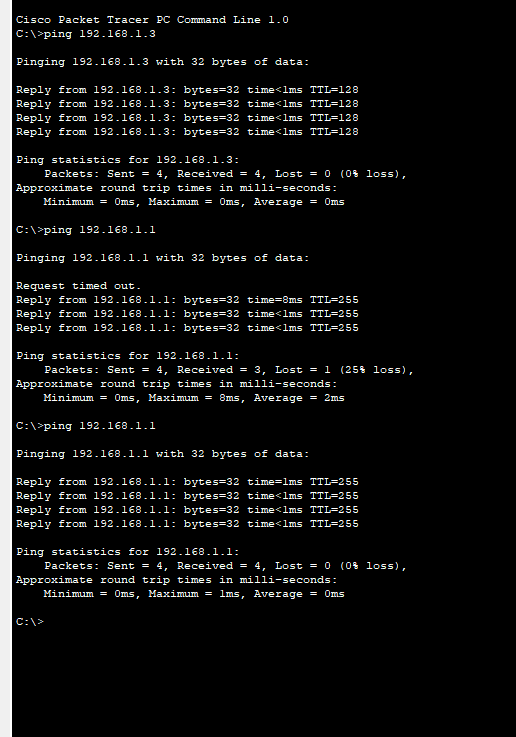 Cisco Packet Tracer PC Command Line 1.0
C:\>ping 192.168.1.3
Pinging 192.168.1.3 with 32 bytes of data:
Reply from 192.168.1.3: bytes=32 time<1ms TTL=128
Reply from 192.168.1.3: bytes=32 time<1ms TTL=128
Reply from 192.168.1.3: bytes=32 time<1ms TTL=128
Reply from 192.168.1.3: bytes=32 time<1ms TTL=128
Ping statistics for 192.168.1.3:
    Packets: Sent = 4, Received = 4, Lost = 0 (0% loss),
Approximate round trip times in milli-seconds:
    Minimum = 0ms, Maximum = 0ms, Average = 0ms
C:\>ping 192.168.1.1
Pinging 192.168.1.1 with 32 bytes of data:
Request timed out.
Reply from 192.168.1.1: bytes=32 time=8ms TTL=255
Reply from 192.168.1.1: bytes=32 time<1ms TTL=255
Reply from 192.168.1.1: bytes=32 time<1ms TTL=255
Ping statistics for 192.168.1.1:
    Packets: Sent = 4, Received = 3, Lost = 1 (25% loss),
Approximate round trip times in milli-seconds:
    Minimum = 0ms, Maximum = 8ms, Average = 2ms
C:\>ping 192.168.1.1
Pinging 192.168.1.1 with 32 bytes of data:
Reply from 192.168.1.1: bytes=32 time=1ms TTL=255
Reply from 192.168.1.1: bytes=32 time<1ms TTL=255
Reply from 192.168.1.1: bytes=32 time<1ms TTL=255
Reply from 192.168.1.1: bytes=32 time<1ms TTL=255
Ping statistics for 192.168.1.1:
    Packets: Sent = 4, Received = 4, Lost = 0 (0% loss),
Approximate round trip times in milli-seconds:
    Minimum = 0ms, Maximum = 1ms, Average = 0ms
C:\>